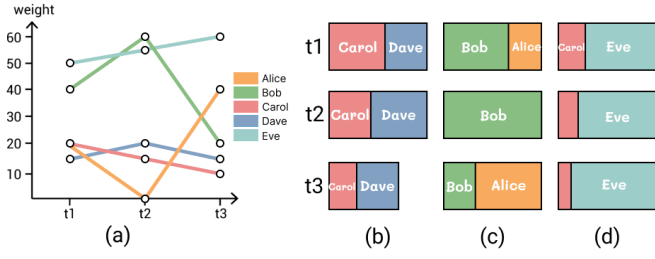 weight
60
50
40
30
20
10
t1
t2
t3
Alice
Bob
Carol
Dave
Eve
(a)
t1
Carol
Dave
Bob
Alice
Carol
Eve
t2
Carol
Dave
Bob
Eve
t3
Carol
Dave
Bob
Alice
Eve
(b)
(c)
(d)